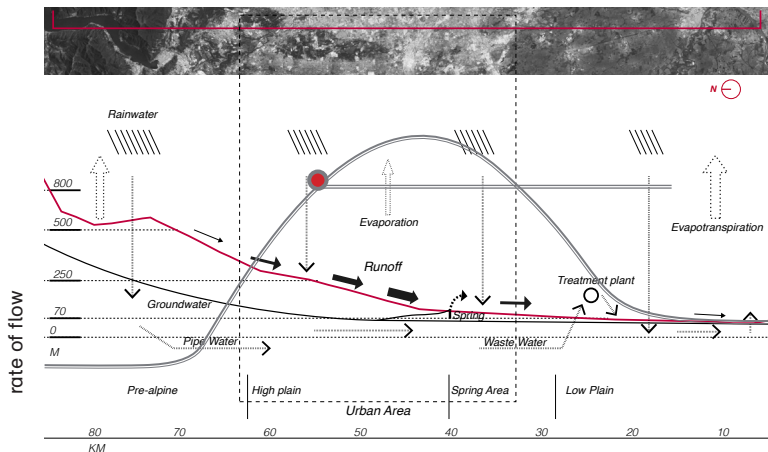 N
Rainwater
800
Evaporation
Evapotranspiration
500
Runoff
250
Treatment plant
Groundwater
70
Spring
0
Pipe Water
Waste Water
M
rate of flow
Pre-alpine
High plain
Spring Area
Low Plain
Urban Area
80
70
60
50
40
30
20
10
KM